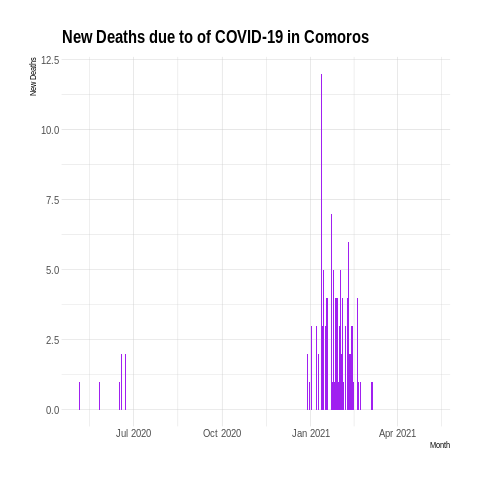 New Deaths due to of COVID-19 in Comoros
New Deaths
12.5
10.0
7.5
5.0
2.5
0.0
Jul 2020 Oct 2020 Jan 2021 Apr 2021
Month